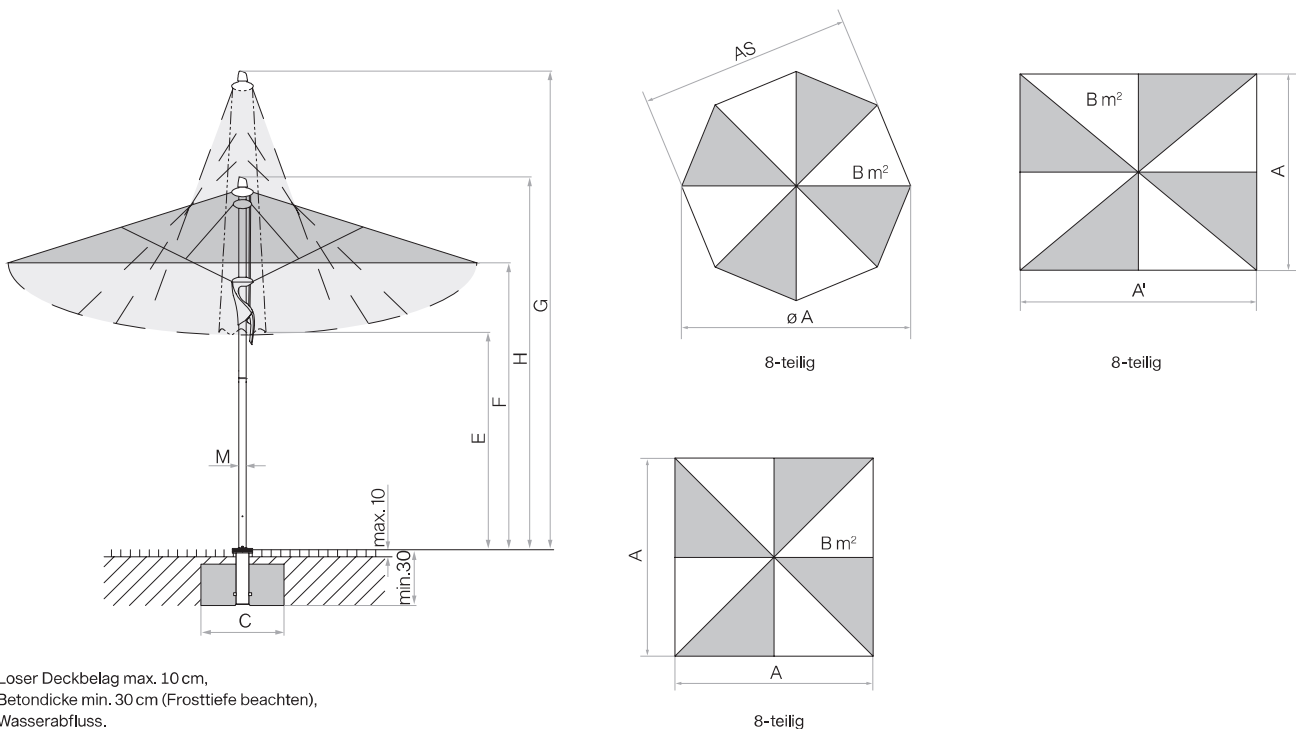 AS
B m²
ø A
8-teilig
B m²
A
A'
8-teilig
G
H
F
E
M
max. 10
min.30
C
A
B m²
A
8-teilig
Loser Deckbelag max. 10 cm,
Betondicke min. 30 cm (Frosttiefe beachten),
Wasserabfluss.